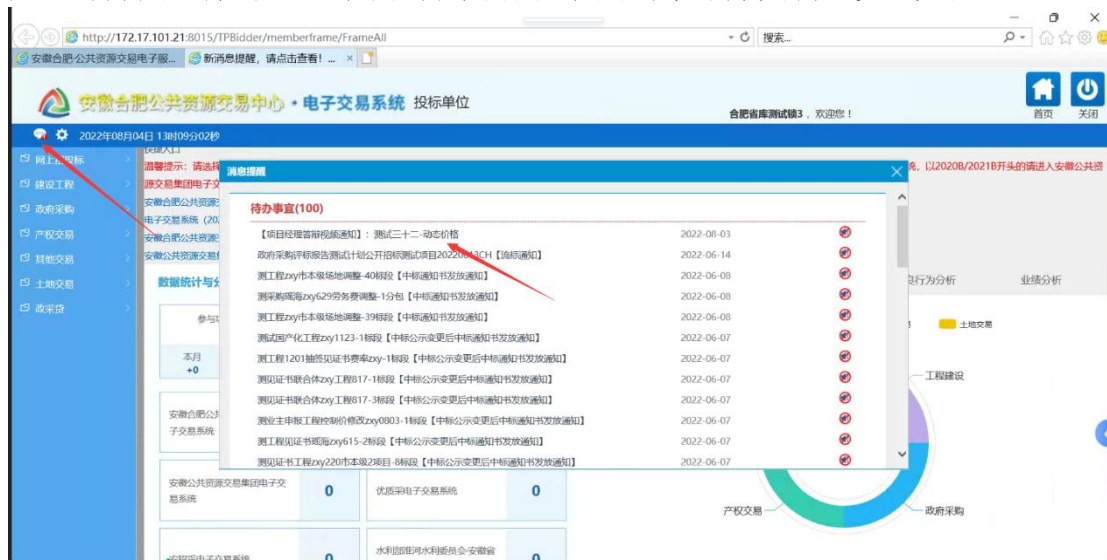 http://172.17.101.21:8015/TPBidder/memberframe/FrameAll
搜索...
安徽合肥公共资源交易电子服...
新消息提醒，请点击查看! ...
安徽合肥公共资源交易中心·电子交易系统 投标单位
合肥省库测试锁3，欢迎您！
首页
关闭
2022年08月04日 13时09分02秒
网上招投标
建设工程
政府采购
产权交易
其他交易
土地交易
政采贷
快捷入口
温馨提示：请选择
以2020B/2021B开头的请进入安徽公共资
源交易集团电子交
安徽合肥公共资源
电子交易系统（20
安徽合肥公共资源
安徽公共资源交易
数据统计与分
行为分析
业绩分析
消息提醒
待办事宜(100)
【项目经理答辩视频通知】：测试三十二-动态价格 2022-08-03
政府采购评标报告测试计划公开招标测试项目20220613CH【流标通知】 2022-06-14
测工程zxy市本级场地调整-40标段【中标通知书发放通知】 2022-06-08
测采购瑶海zxy629劳务费调整-1分包【中标通知书发放通知】 2022-06-08
测工程zxy市本级场地调整-39标段【中标通知书发放通知】 2022-06-08
测试国产化工程zxy1123-1标段【中标公示变更后中标通知书发放通知】 2022-06-07
测工程1201抽签见证书费率zxy-1标段【中标公示变更后中标通知书发放通知】 2022-06-07
测见证书联合体zxy工程817-1标段【中标公示变更后中标通知书发放通知】 2022-06-07
测见证书联合体zxy工程817-3标段【中标公示变更后中标通知书发放通知】 2022-06-07
测业主申报工程控制价修改zxy0803-1标段【中标公示变更后中标通知书发放通知】 2022-06-07
测工程见证书瑶海zxy615-2标段【中标公示变更后中标通知书发放通知】 2022-06-07
测见证书工程zxy220市本级2项目-8标段【中标公示变更后中标通知书发放通知】 2022-06-07
参与项
本月
+0
土地交易
工程建设
政府采购
产权交易
安徽合肥公共
子交易系统
安徽公共资源交易集团电子交
易系统
0
优质采电子交易系统
0
水利部淮河水利委员会-安徽省
0
0